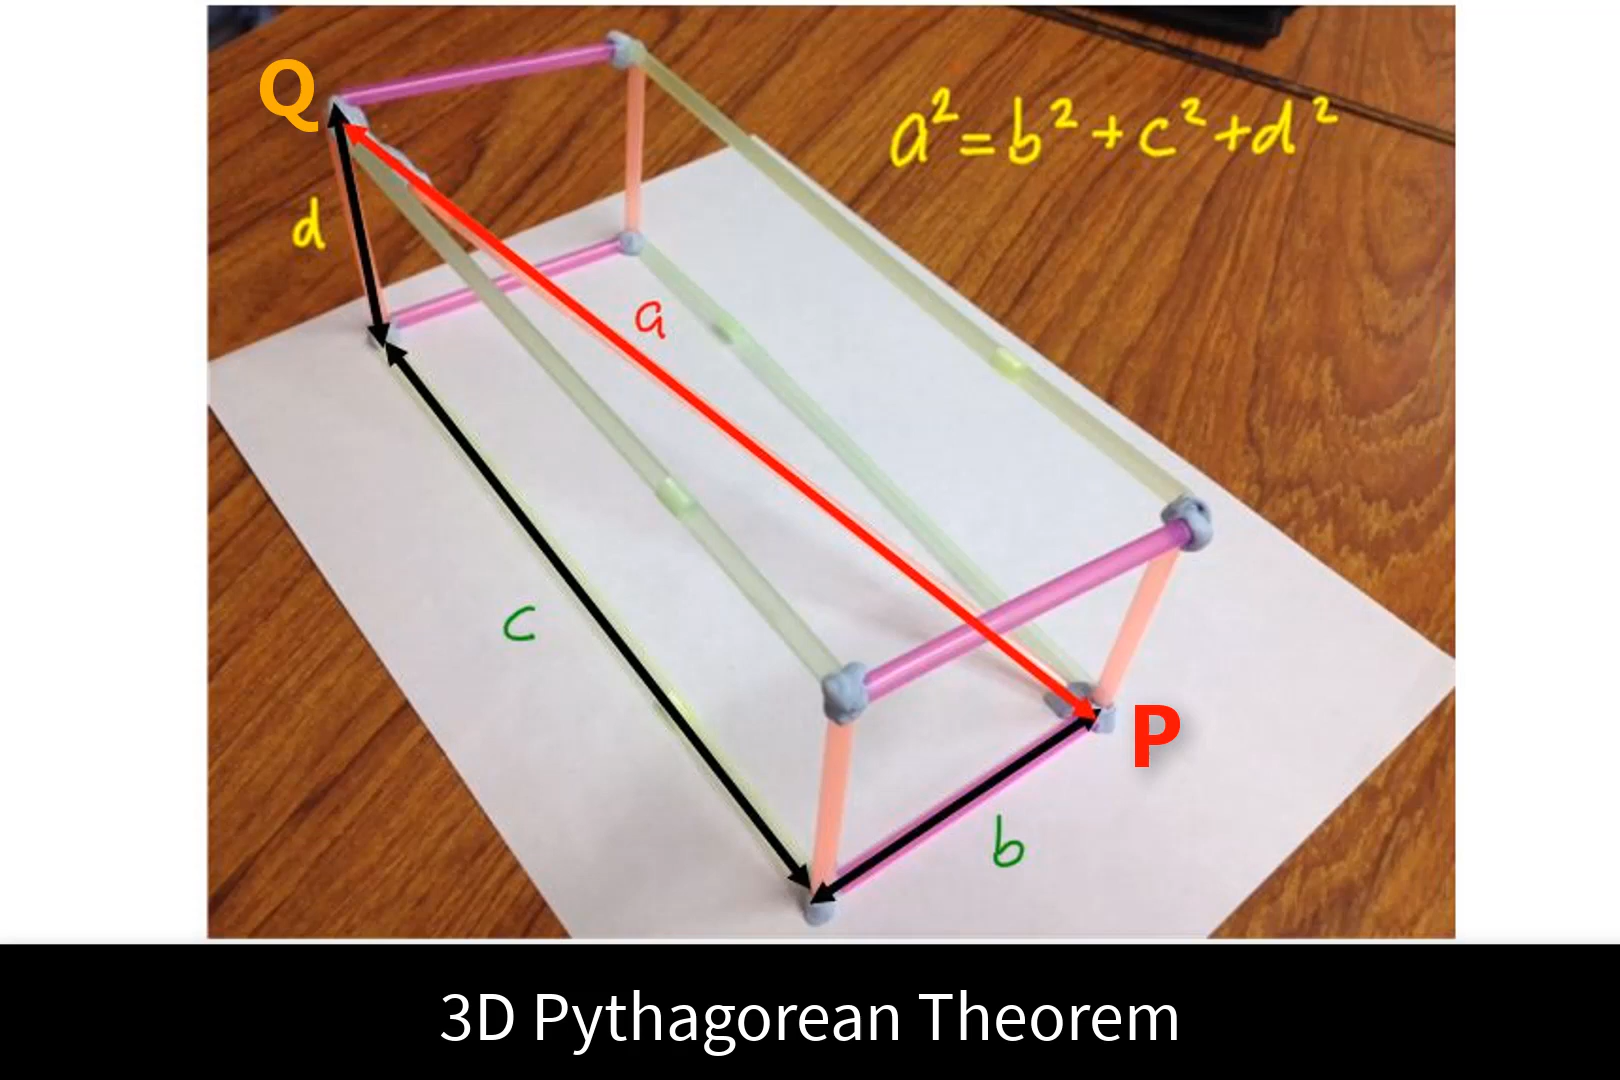 Q
a² = b² + c² + d²
d
a
c
P
b
3D Pythagorean Theorem